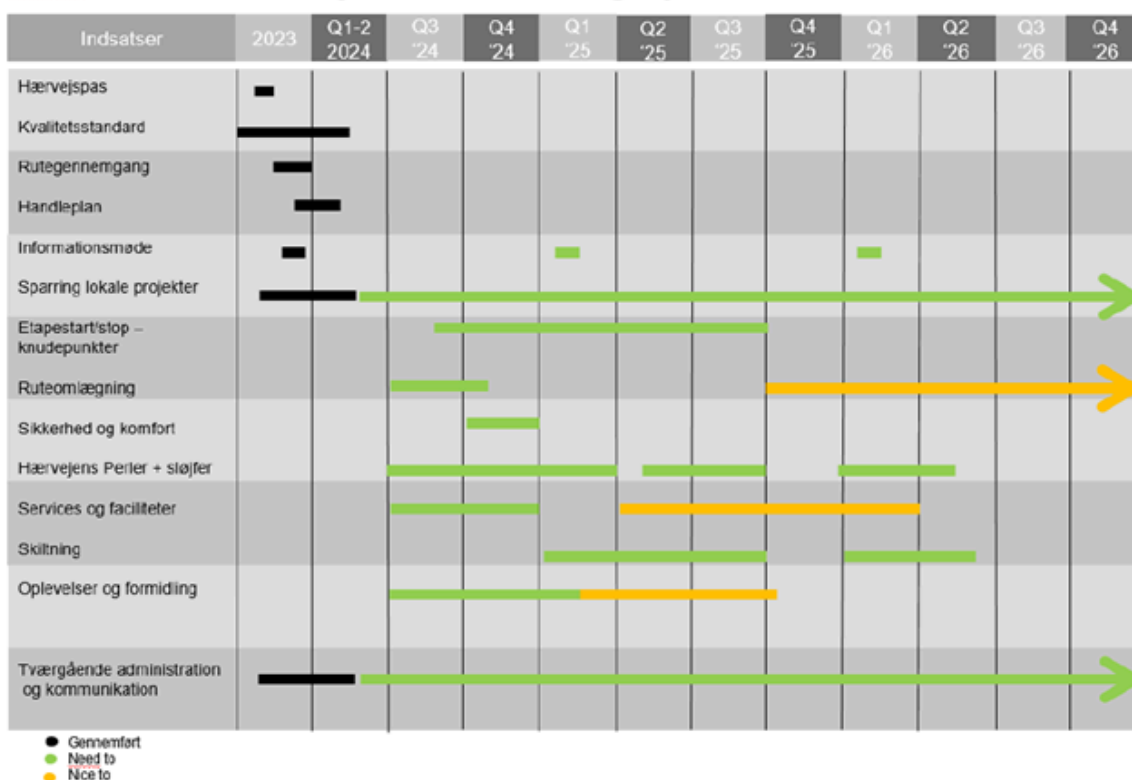 Indsatser 2023 Q1-2 2024 Q3 '24 Q4 '24 Q1 '25 Q2 '25 Q3 '25 Q4 '25 Q1 '26 Q2 '26 Q3 '26 Q4 '26
Hærvejspas
Kvalitetsstandard
Rutegennemgang
Handleplan
Informationsmøde
Sparring lokale projekter
Etapestart/stop –
knudepunkter
Ruteomlægning
Sikkerhed og komfort
Hærvejens Perler + sløjfer
Services og faciliteter
Skiltning
Oplevelser og formidling
Tværgående administration
og kommunikation
Gennemført
Need to
Nice to